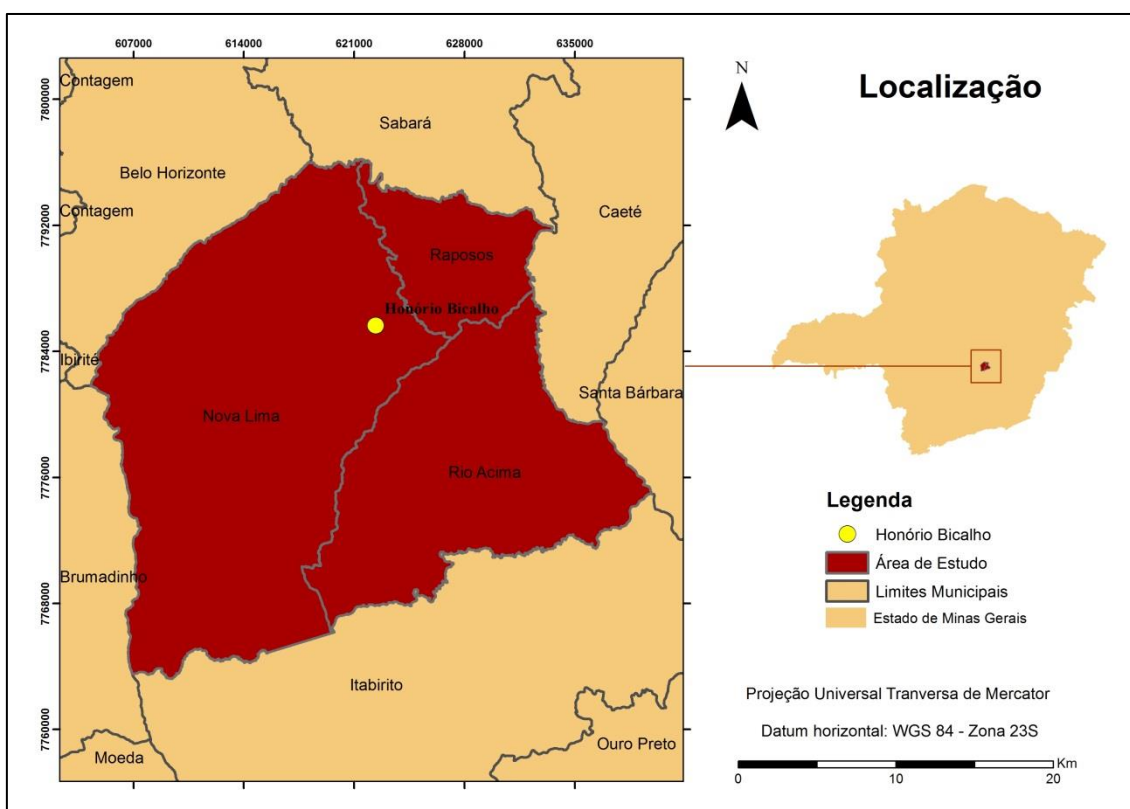 607000 614000 621000 628000 635000
7800000
7792000
7784000
7776000
7768000
7760000
Contagem
Sabará
Belo Horizonte
Contagem
Caeté
Raposos
Honório Bicalho
Ibirité
Santa Bárbara
Nova Lima
Rio Acima
Brumadinho
Itabirito
Ouro Preto
Moeda
N
Localização
Legenda
Honório Bicalho
Área de Estudo
Limites Municipais
Estado de Minas Gerais
Projeção Universal Tranversa de Mercator
Datum horizontal: WGS 84 - Zona 23S
Km
0 10 20